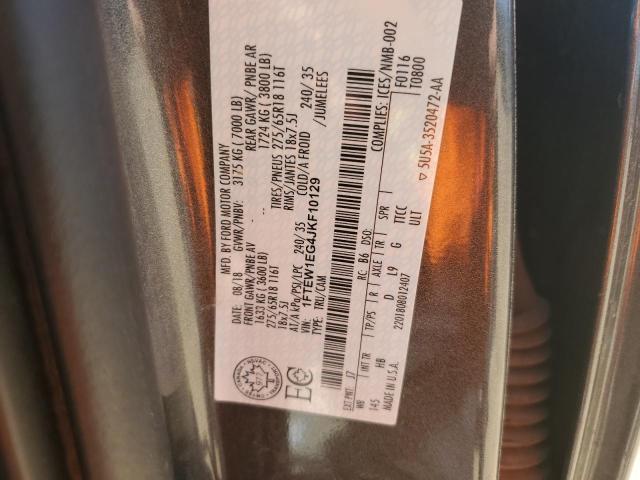 MFD. BY FORD MOTOR COMPANY
08/18 GVWR/PNBV: 3175 KG ( 7000 LB)
FRONT GAWR/PNBE AV REAR GAWR/ PNBE AR
1633 KG (3600 LB) 1724 KG ( 3800 LB)
275/65R18 116T TIRES/PNEUS 275/65R18 116T
18x7.5J RIMS/JANTES 18x7.5J
AT/A kPa/PSI/LPC 240/ 35 COLD/A FROID 240/ 35
VIN: 1FTEW1EG4JKF10129 /JUMELEES
TYPE: TRU/CAM
COMPLIES: ICES/NMB-002
EXT PNT: J7 RC: B6 DSO: F0116
T0800
WB INT TR TP/PS R AXLE TR SPR
145 HB D L9 G TTCC
ULT
MADE IN U.S.A. 2201808012407
▽ 5U5A-3520472-AA
EC